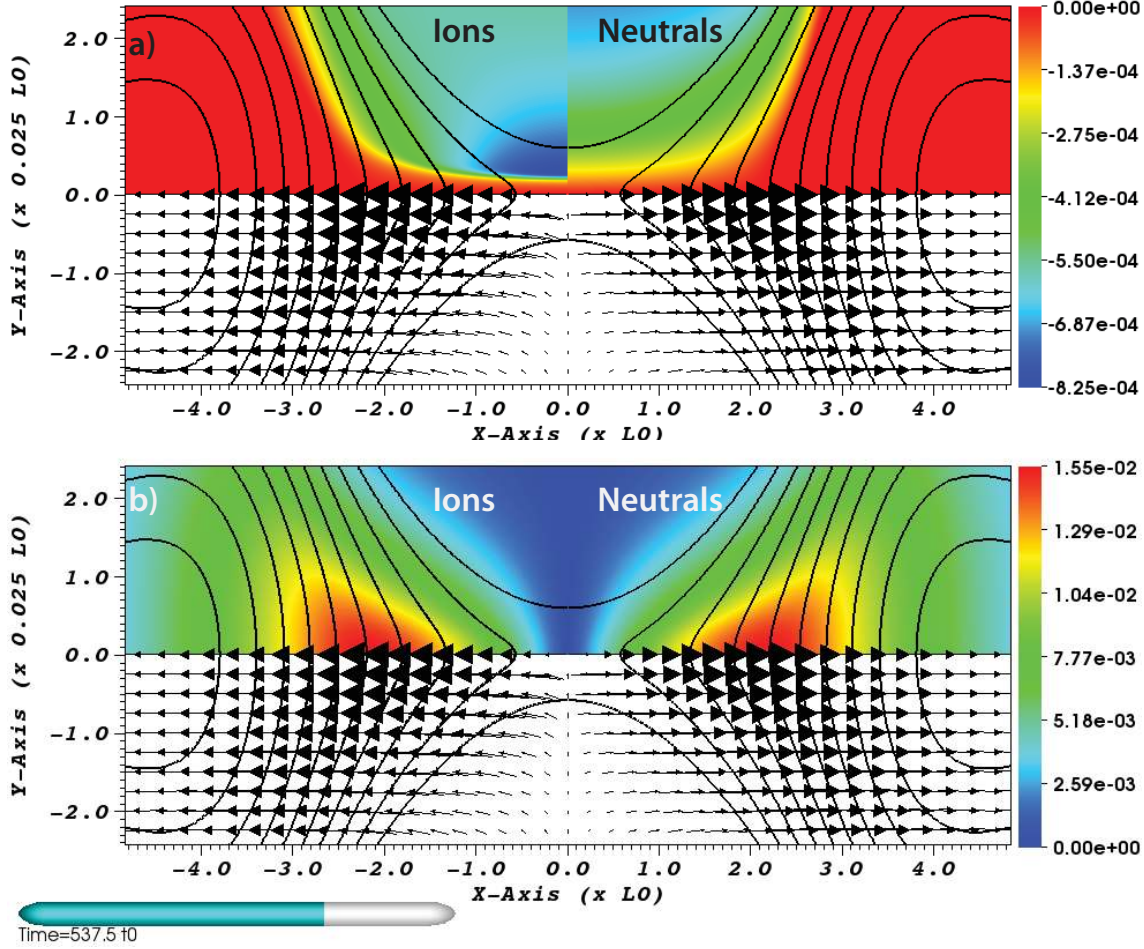 a)
Ions Neutrals
Y-Axis (x 0.025 LO)
2.0
1.0
0.0
-1.0
-2.0
-4.0 -3.0 -2.0 -1.0 0.0 1.0 2.0 3.0 4.0
X-Axis (x LO)
0.00e+00
-1.37e-04
-2.75e-04
-4.12e-04
-5.50e-04
-6.87e-04
-8.25e-04
b)
Ions Neutrals
Y-Axis (x 0.025 LO)
2.0
1.0
0.0
-1.0
-2.0
-4.0 -3.0 -2.0 -1.0 0.0 1.0 2.0 3.0 4.0
X-Axis (x LO)
1.55e-02
1.29e-02
1.04e-02
7.77e-03
5.18e-03
2.59e-03
0.00e+00
Time=537.5 t0